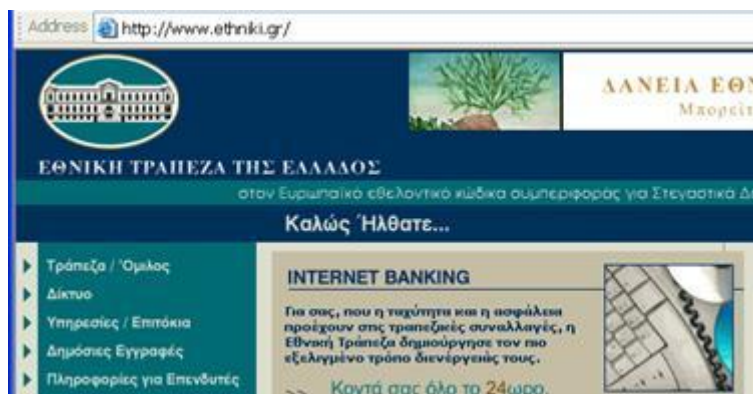 Address http://www.ethniki.gr/
ΔΑΝΕΙΑ ΕΘΝ
Μπορείτ
ΕΘΝΙΚΗ ΤΡΑΠΕΖΑ ΤΗΣ ΕΛΛΑΔΟΣ
στον Ευρωπαϊκό εθελοντικό κώδικα συμπεριφοράς για Στεγαστικά Δ
Καλώς Ήλθατε...
Τράπεζα / Όμιλος
Δίκτυο
Υπηρεσίες / Επιτόκια
Δημόσιες Εγγραφές
Πληροφορίες για Επενδυτές
INTERNET BANKING
Για σας, που η ταχύτητα και η ασφάλεια
προέχουν στις τραπεζικές συναλλαγές, η
Εθνική Τράπεζα δημιούργησε τον πιο
εξελιγμένο τρόπο διενέργειάς τους.
>> Κοντά σας όλο το 24ωρο.